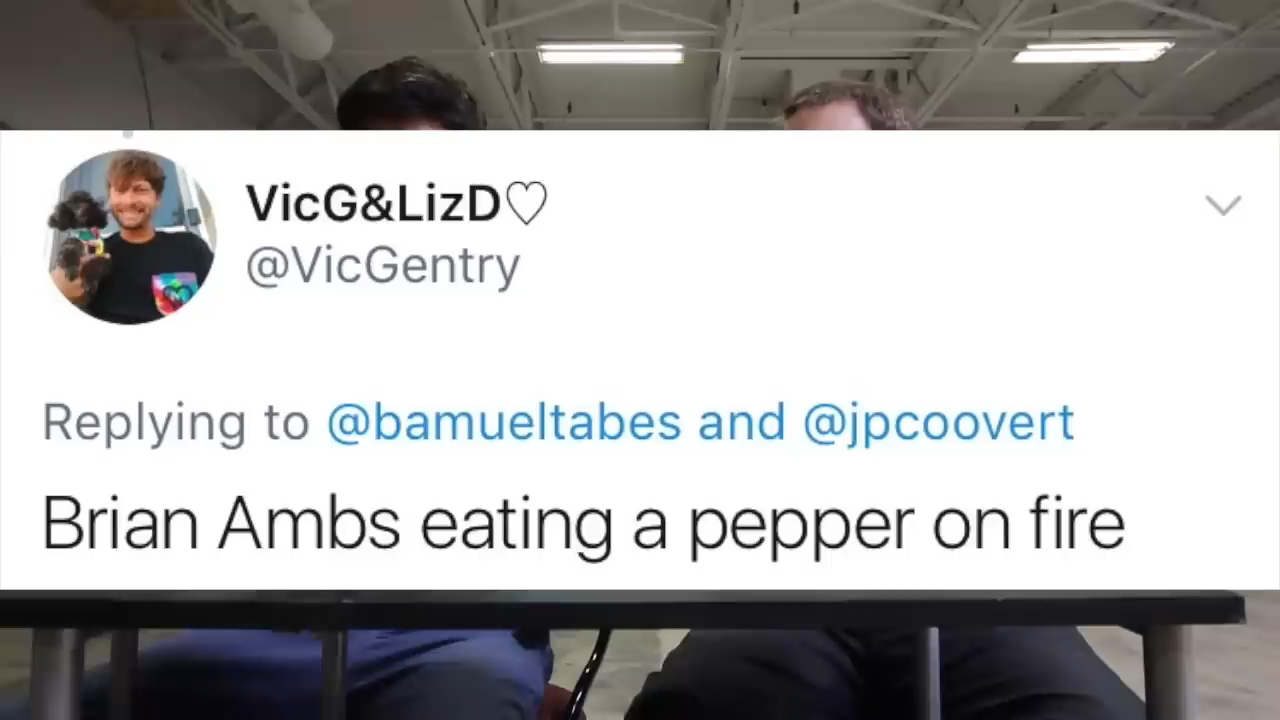 VicG&LizD♡
@VicGentry
Replying to @bamueltabes and @jpcoovert
Brian Ambs eating a pepper on fire